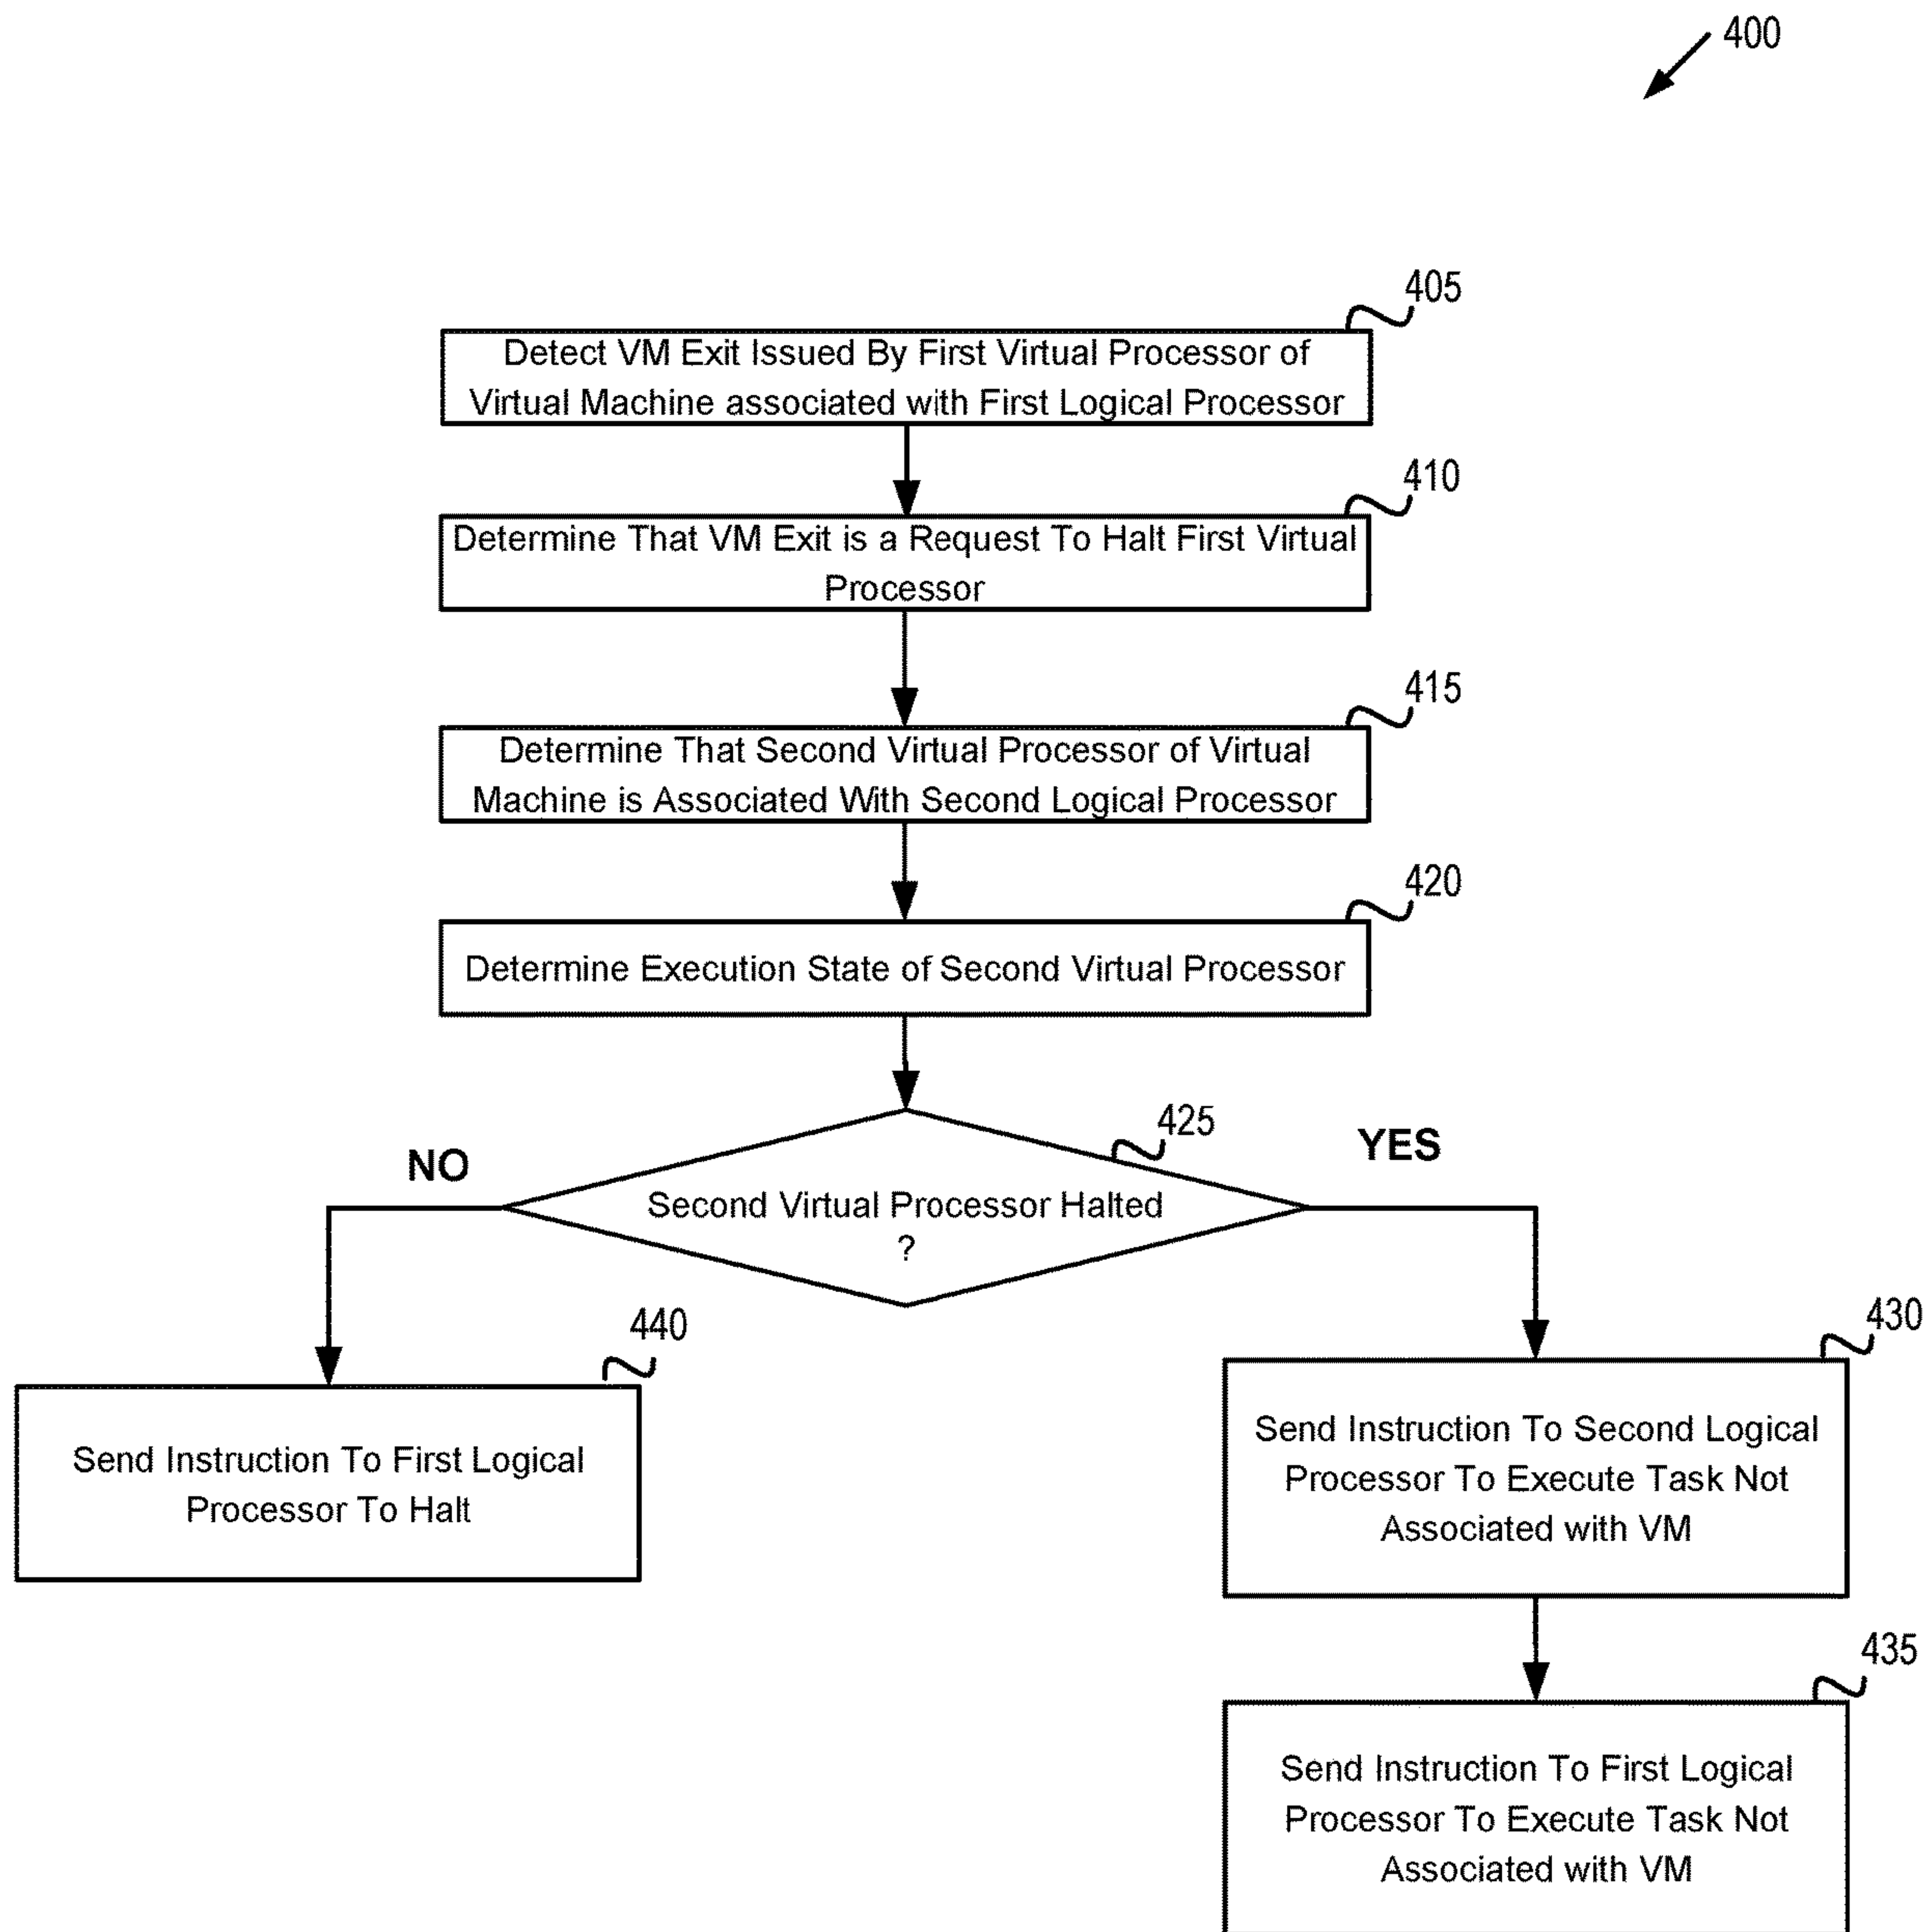 400
405
Detect VM Exit Issued By First Virtual Processor of
Virtual Machine associated with First Logical Processor
410
Determine That VM Exit is a Request To Halt First Virtual
Processor
415
Determine That Second Virtual Processor of Virtual
Machine is Associated With Second Logical Processor
420
Determine Execution State of Second Virtual Processor
425
NO
YES
Second Virtual Processor Halted
?
440
Send Instruction To First Logical
Processor To Halt
430
Send Instruction To Second Logical
Processor To Execute Task Not
Associated with VM
435
Send Instruction To First Logical
Processor To Execute Task Not
Associated with VM